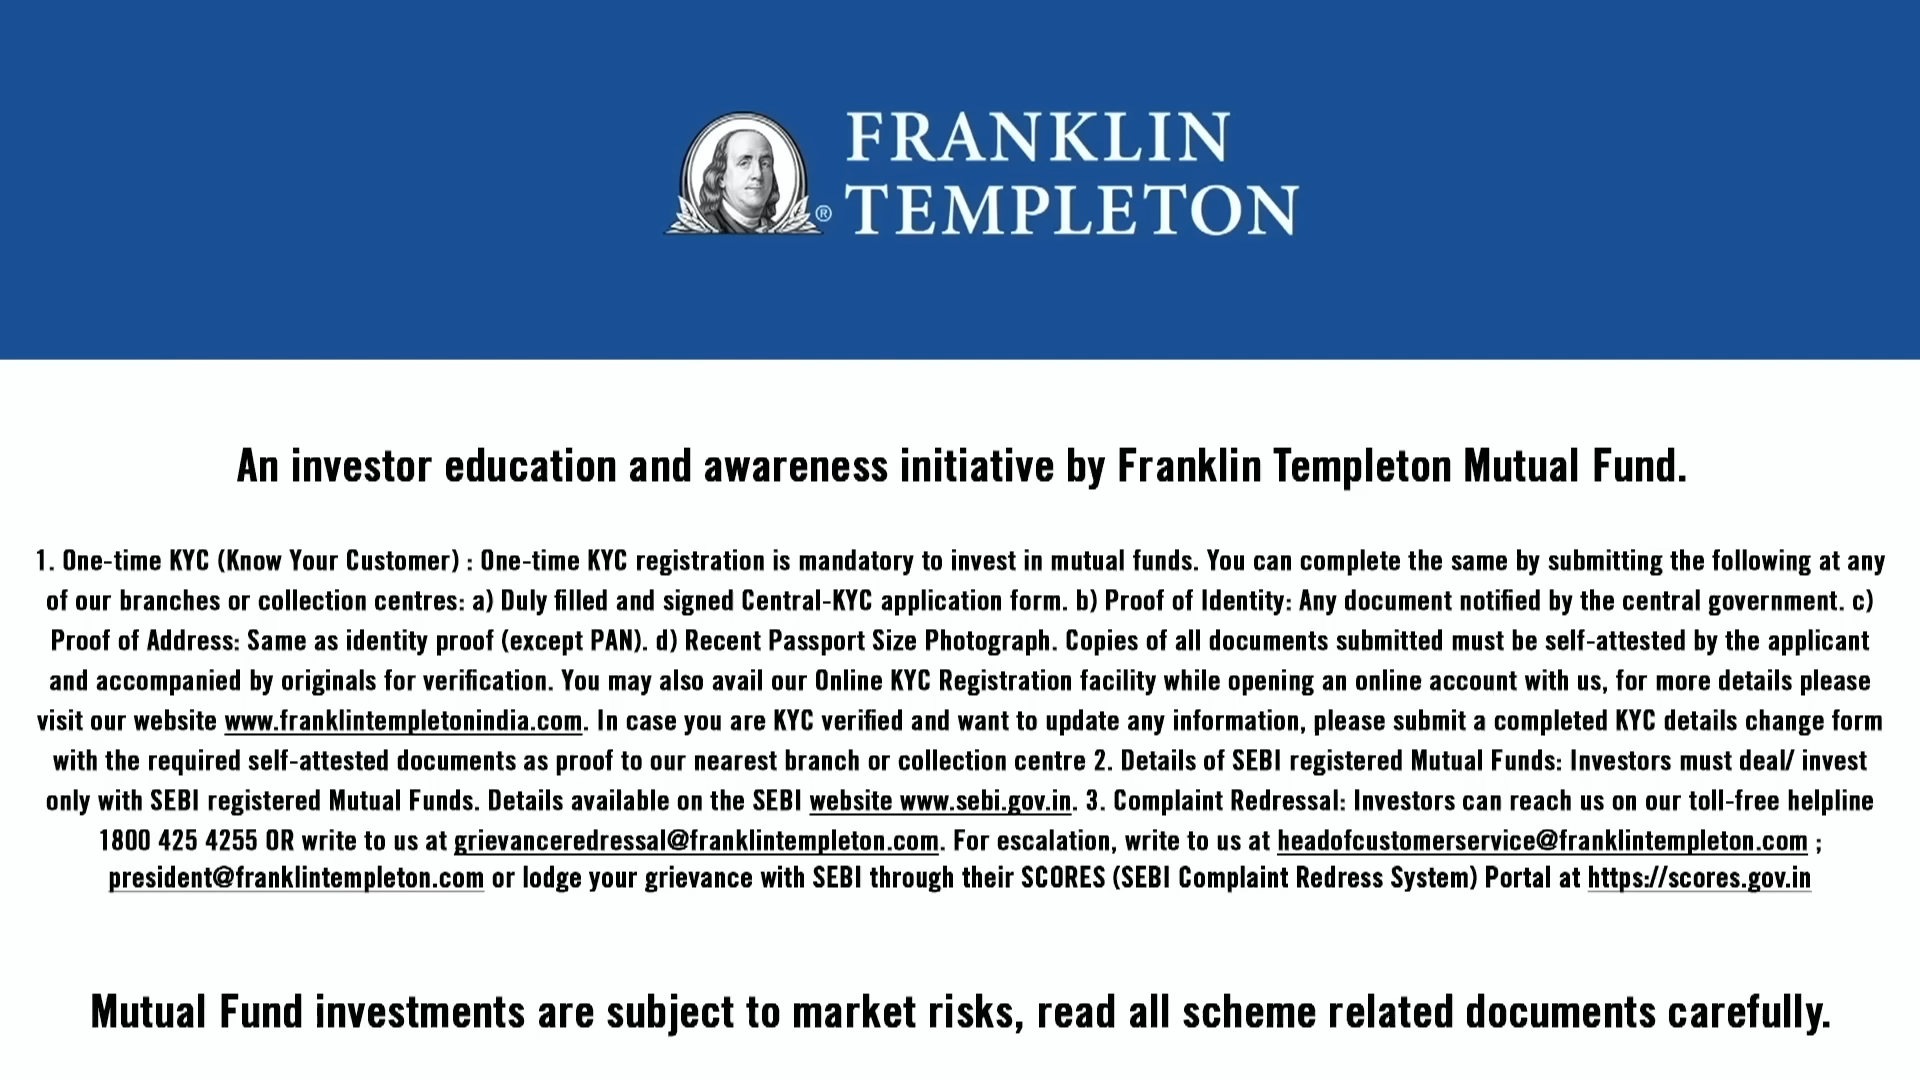 FRANKLIN
TEMPLETON
®
An investor education and awareness initiative by Franklin Templeton Mutual Fund.
1. One-time KYC (Know Your Customer) : One-time KYC registration is mandatory to invest in mutual funds. You can complete the same by submitting the following at any
of our branches or collection centres: a) Duly filled and signed Central-KYC application form. b) Proof of Identity: Any document notified by the central government. c)
Proof of Address: Same as identity proof (except PAN). d) Recent Passport Size Photograph. Copies of all documents submitted must be self-attested by the applicant
and accompanied by originals for verification. You may also avail our Online KYC Registration facility while opening an online account with us, for more details please
visit our website www.franklintempletonindia.com. In case you are KYC verified and want to update any information, please submit a completed KYC details change form
with the required self-attested documents as proof to our nearest branch or collection centre 2. Details of SEBI registered Mutual Funds: Investors must deal/ invest
only with SEBI registered Mutual Funds. Details available on the SEBI website www.sebi.gov.in. 3. Complaint Redressal: Investors can reach us on our toll-free helpline
1800 425 4255 OR write to us at grievanceredressal@franklintempleton.com. For escalation, write to us at headofcustomerservice@franklintempleton.com ;
president@franklintempleton.com or lodge your grievance with SEBI through their SCORES (SEBI Complaint Redress System) Portal at https://scores.gov.in
Mutual Fund investments are subject to market risks, read all scheme related documents carefully.